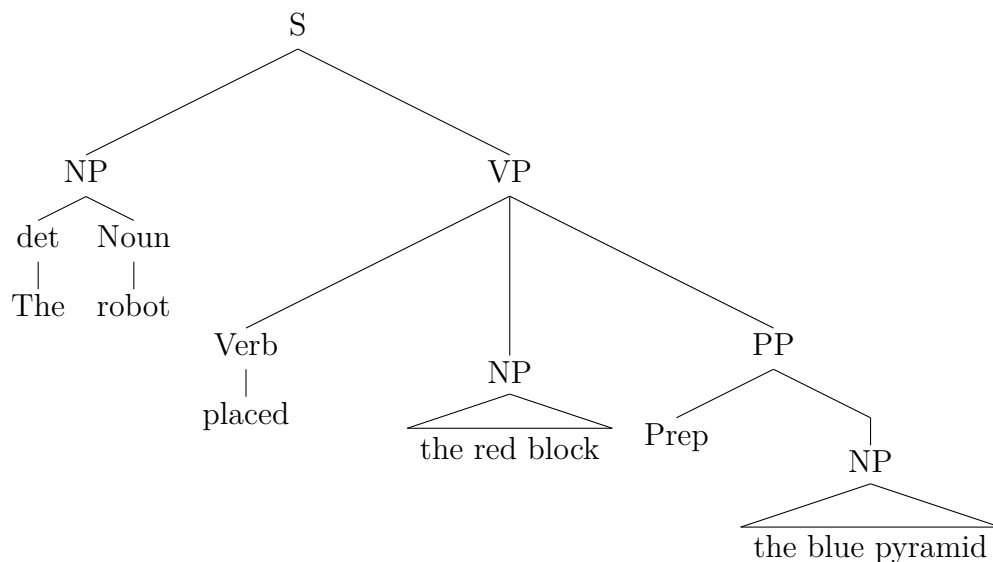 S
NP VP
det Noun
The robot
Verb PP
placed NP
the red block Prep
NP
the blue pyramid